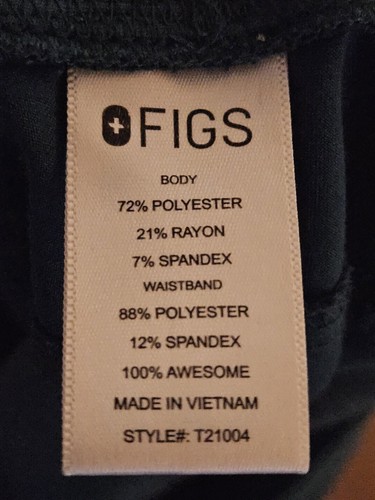 FIGS
BODY
72% POLYESTER
21% RAYON
7% SPANDEX
WAISTBAND
88% POLYESTER
12% SPANDEX
100% AWESOME
MADE IN VIETNAM
STYLE#: T21004